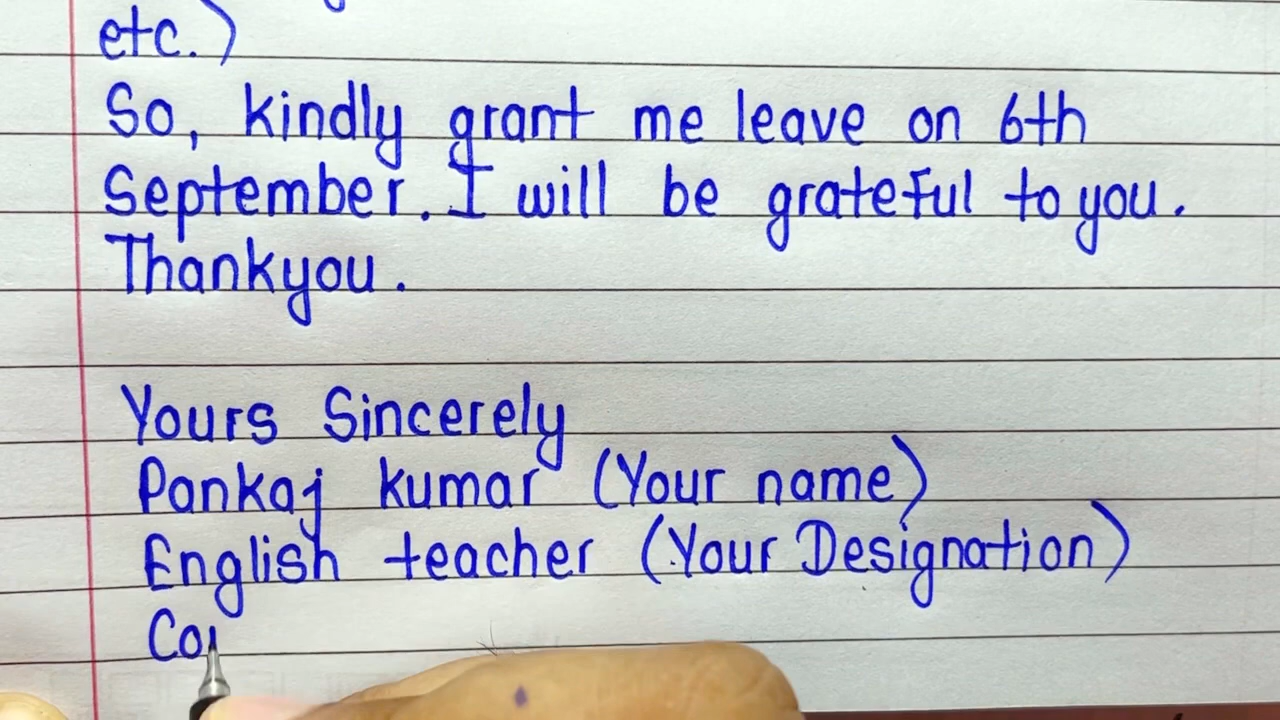 etc.)
So, kindly grant me leave on 6th
September. I will be grateful to you.
Thankyou.
Yours Sincerely
Pankaj kumar (Your name)
English teacher (Your Designation)